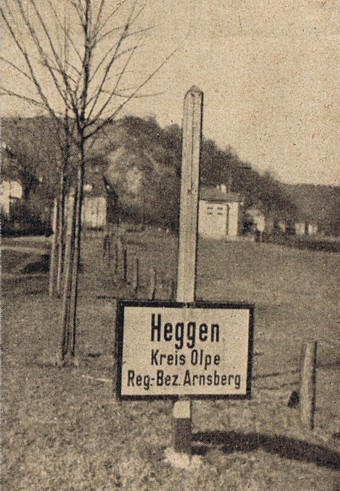 Heggen
Kreis Olpe
Reg.-Bez. Arnsberg